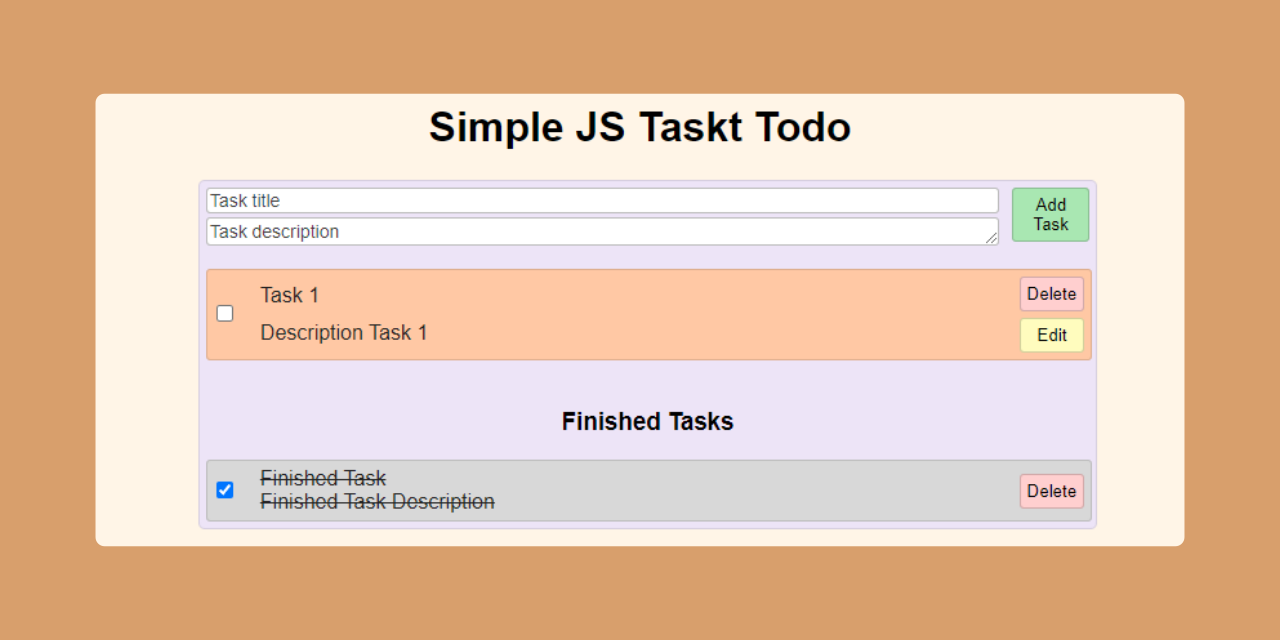 Simple JS Taskt Todo
Task title
Task description
Add
Task
Task 1
Description Task 1
Delete
Edit
Finished Tasks
Finished Task
Finished Task Description
Delete